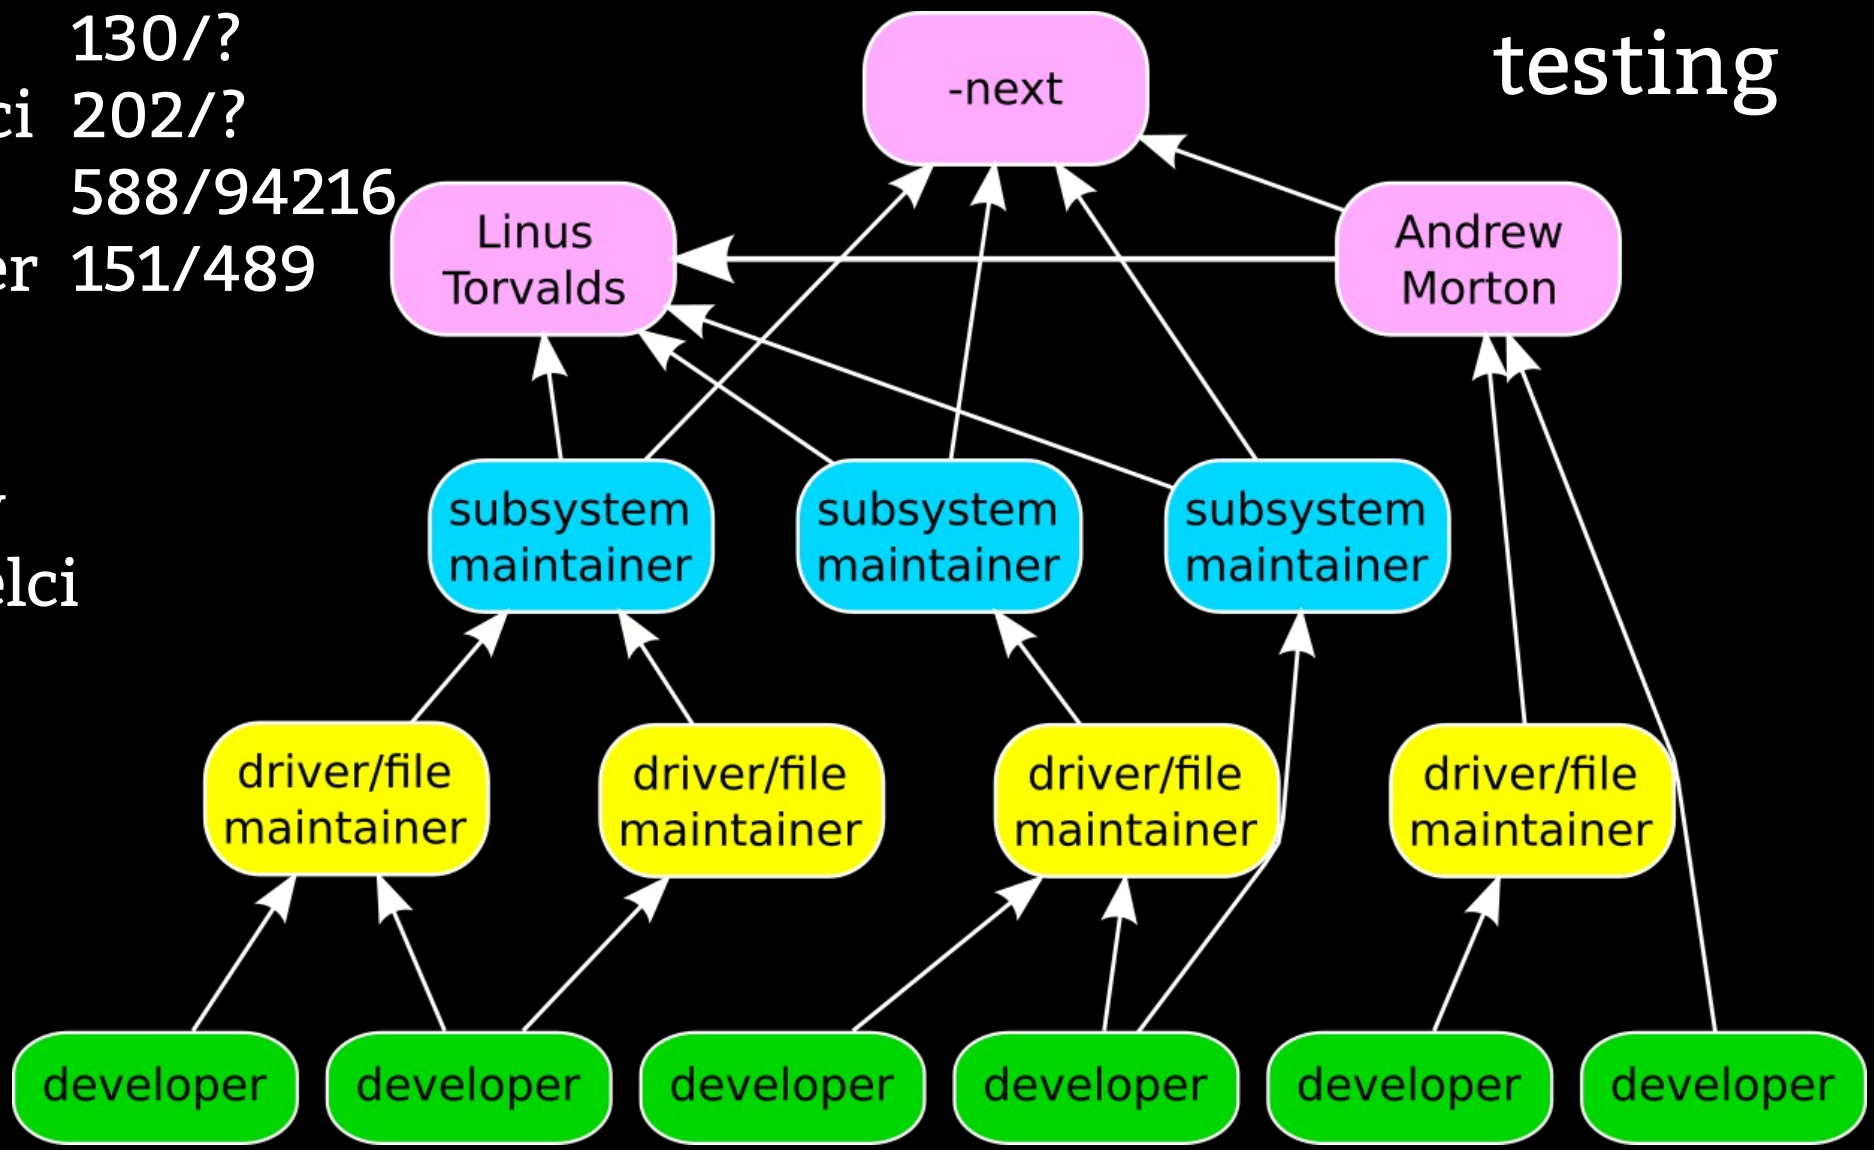 130/?
ci 202/?
588/94216
er 151/489
elci
testing
-next
Linus
Torvalds
Andrew
Morton
subsystem
maintainer
subsystem
maintainer
subsystem
maintainer
driver/file
maintainer
driver/file
maintainer
driver/file
maintainer
driver/file
maintainer
developer
developer
developer
developer
developer
developer